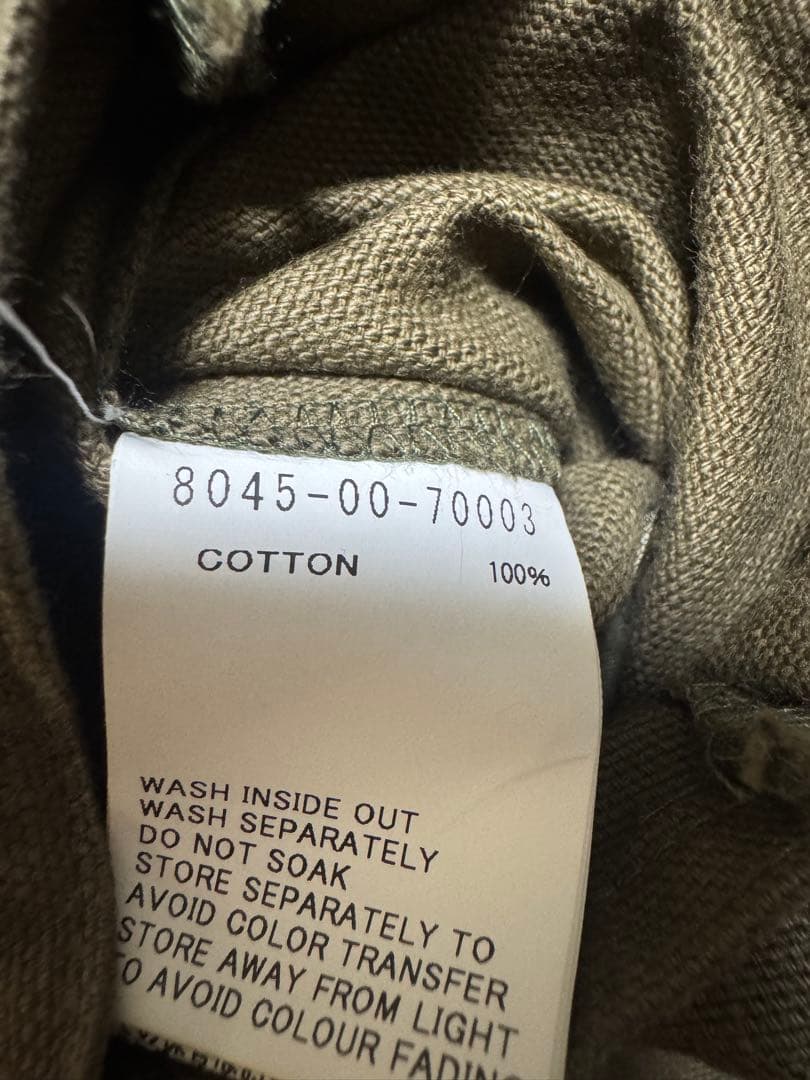 8045-00-70003
COTTON 100%
WASH INSIDE OUT
WASH SEPARATELY
DO NOT SOAK
STORE SEPARATELY TO
AVOID COLOR TRANSFER
STORE AWAY FROM LIGHT
TO AVOID COLOUR FADING